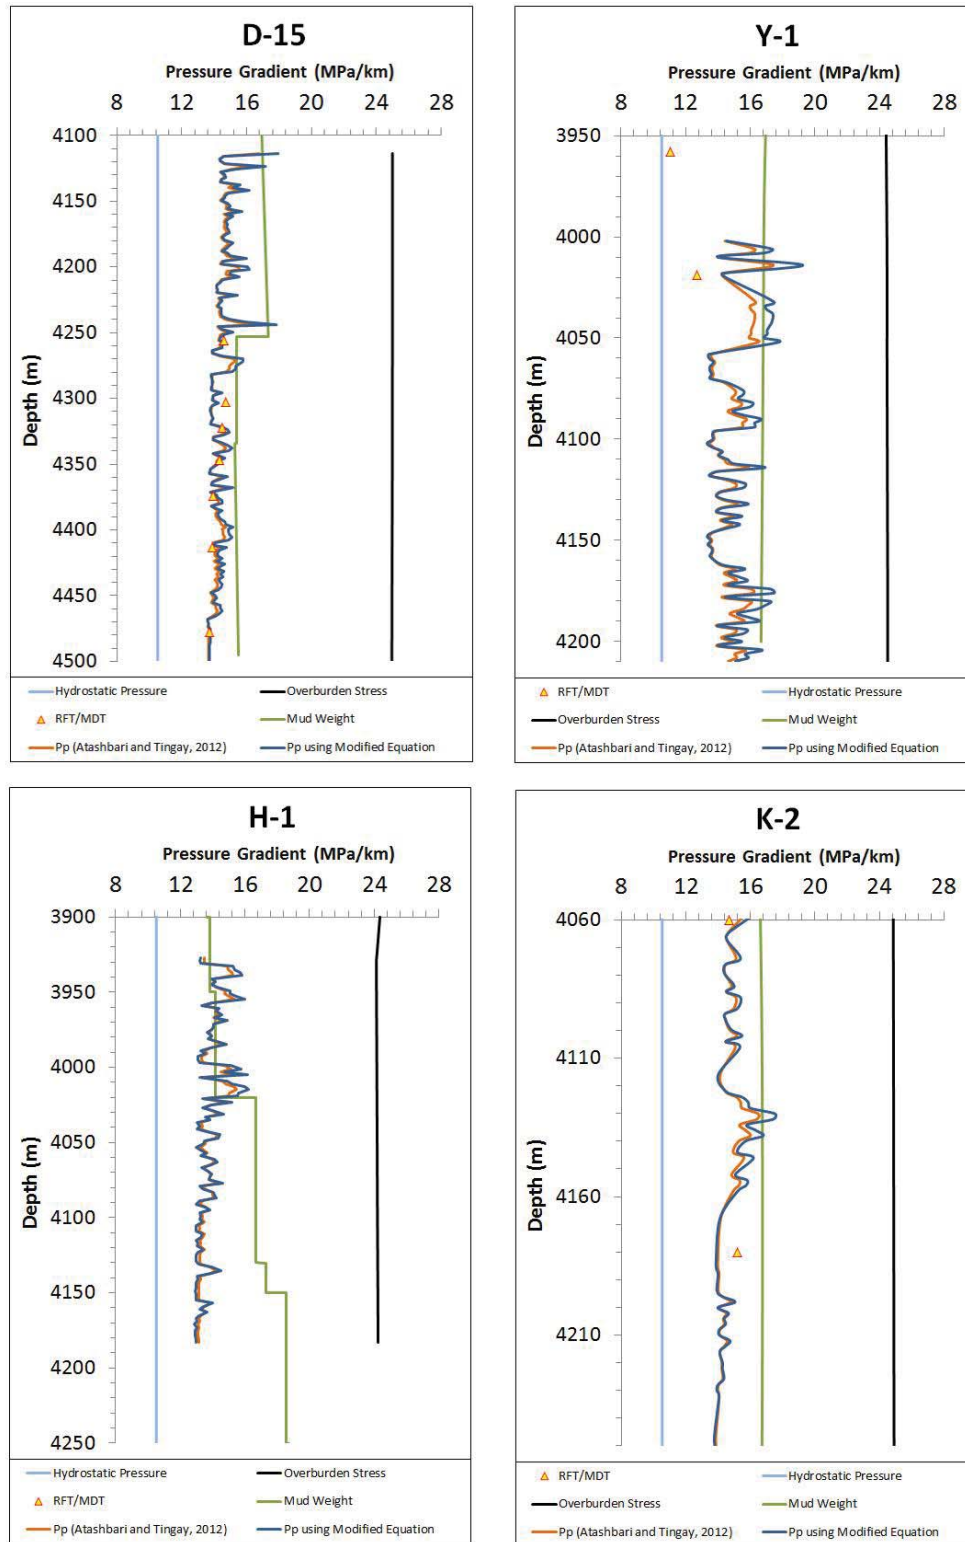 D-15
Pressure Gradient (MPa/km)
8 12 16 20 24 28
4100
4150
4200
4250
4300
4350
4400
4450
4500
Depth (m)
Hydrostatic Pressure Overburden Stress
RFT/MDT Mud Weight
Pp (Atashbari and Tingay, 2012) Pp using Modified Equation
Y-1
Pressure Gradient (MPa/km)
8 12 16 20 24 28
3950
4000
4050
4100
4150
4200
Depth (m)
RFT/MDT Hydrostatic Pressure
Overburden Stress Mud Weight
Pp (Atashbari and Tingay, 2012) Pp using Modified Equation
H-1
Pressure Gradient (MPa/km)
8 12 16 20 24 28
3900
3950
4000
4050
4100
4150
4200
4250
Depth (m)
Hydrostatic Pressure Overburden Stress
RFT/MDT Mud Weight
Pp (Atashbari and Tingay, 2012) Pp using Modified Equation
K-2
Pressure Gradient (MPa/km)
8 12 16 20 24 28
4060
4110
4160
4210
Depth (m)
RFT/MDT Hydrostatic Pressure
Overburden Stress Mud Weight
Pp (Atashbari and Tingay, 2012) Pp using Modified Equation